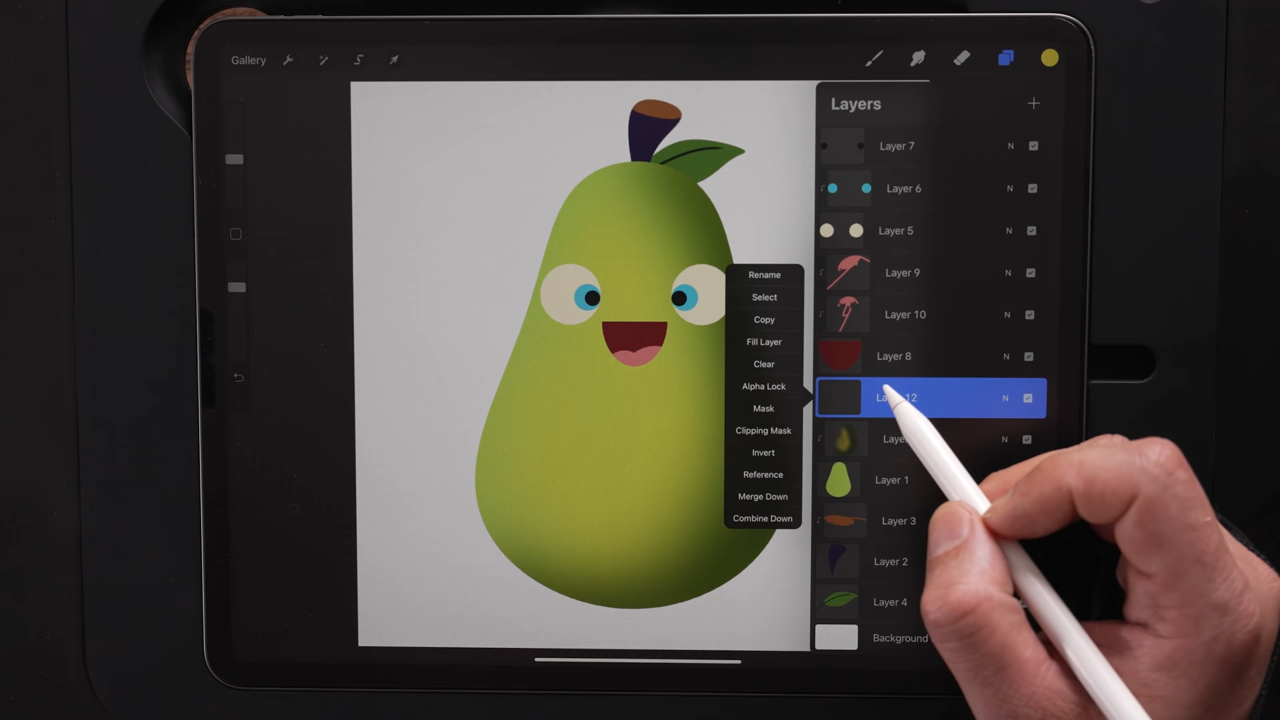 Gallery
Layers
Layer 7
N
Layer 6
N
Layer 5
N
Layer 9
N
Layer 10
N
Layer 8
N
12
N
N
Layer 1
Layer 3
Layer 2
Layer 4
Background
Rename
Select
Copy
Fill Layer
Clear
Alpha Lock
Mask
Clipping Mask
Invert
Reference
Merge Down
Combine Down